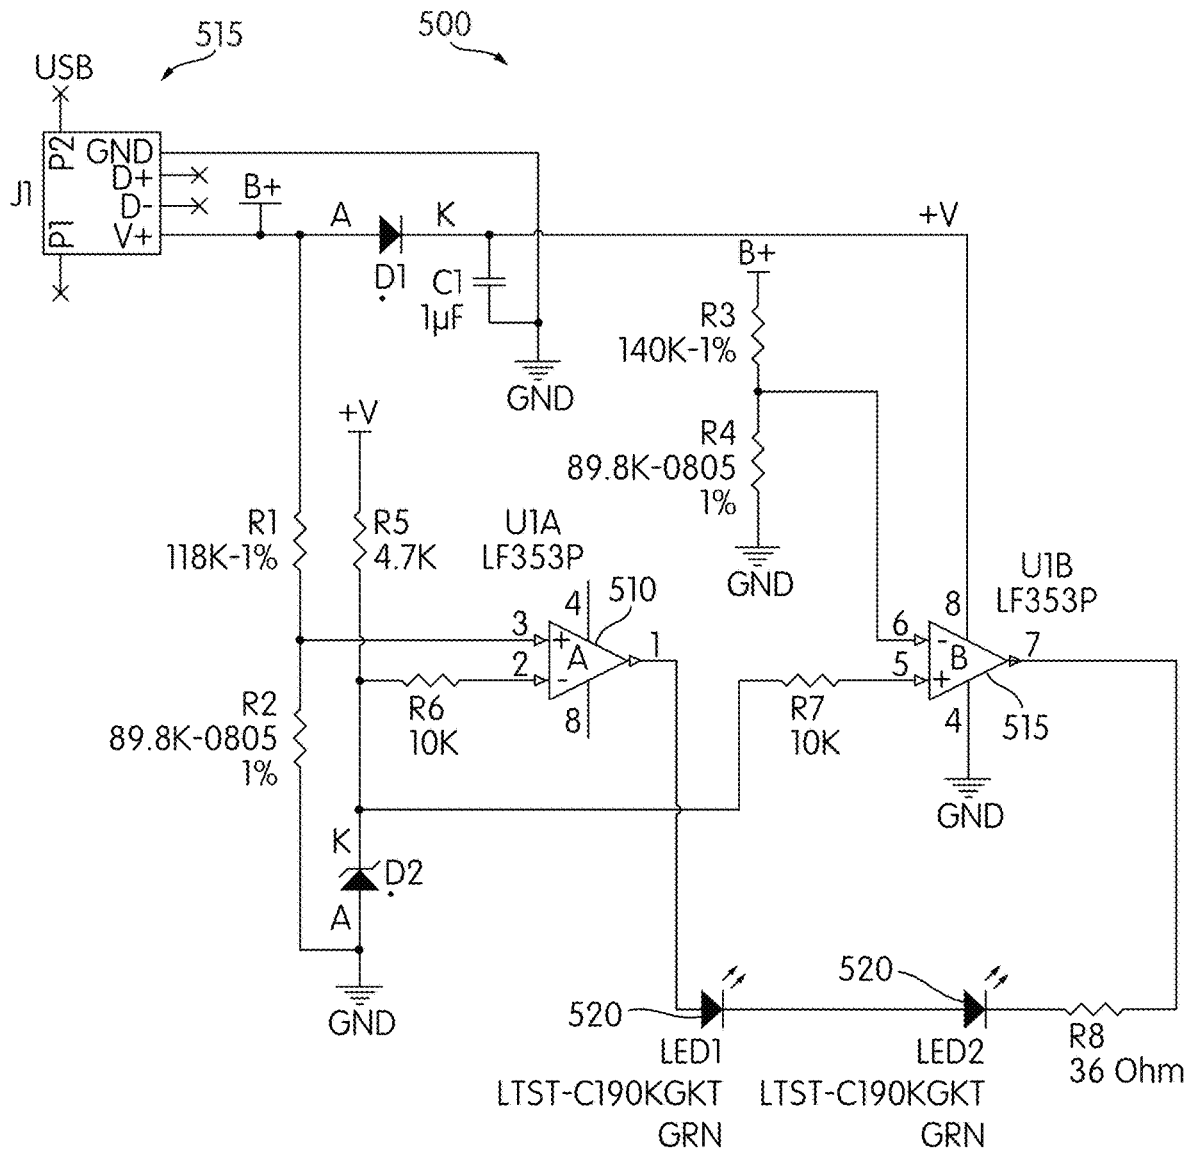 515
500
USB
J1
P2
P1
GND
D+
D-
V+
B+
A
K
D1
C1
1µF
GND
+V
B+
R3
140K-1%
R4
89.8K-0805
1%
GND
+V
R1
118K-1%
R5
4.7K
U1A
LF353P
510
4
3
+
2
-
A
8
1
R6
10K
R2
89.8K-0805
1%
U1B
LF353P
8
6
-
5
+
B
4
7
515
R7
10K
GND
K
D2
A
GND
520
LED1
LTST-C190KGKT
GRN
520
LED2
LTST-C190KGKT
GRN
R8
36 Ohm